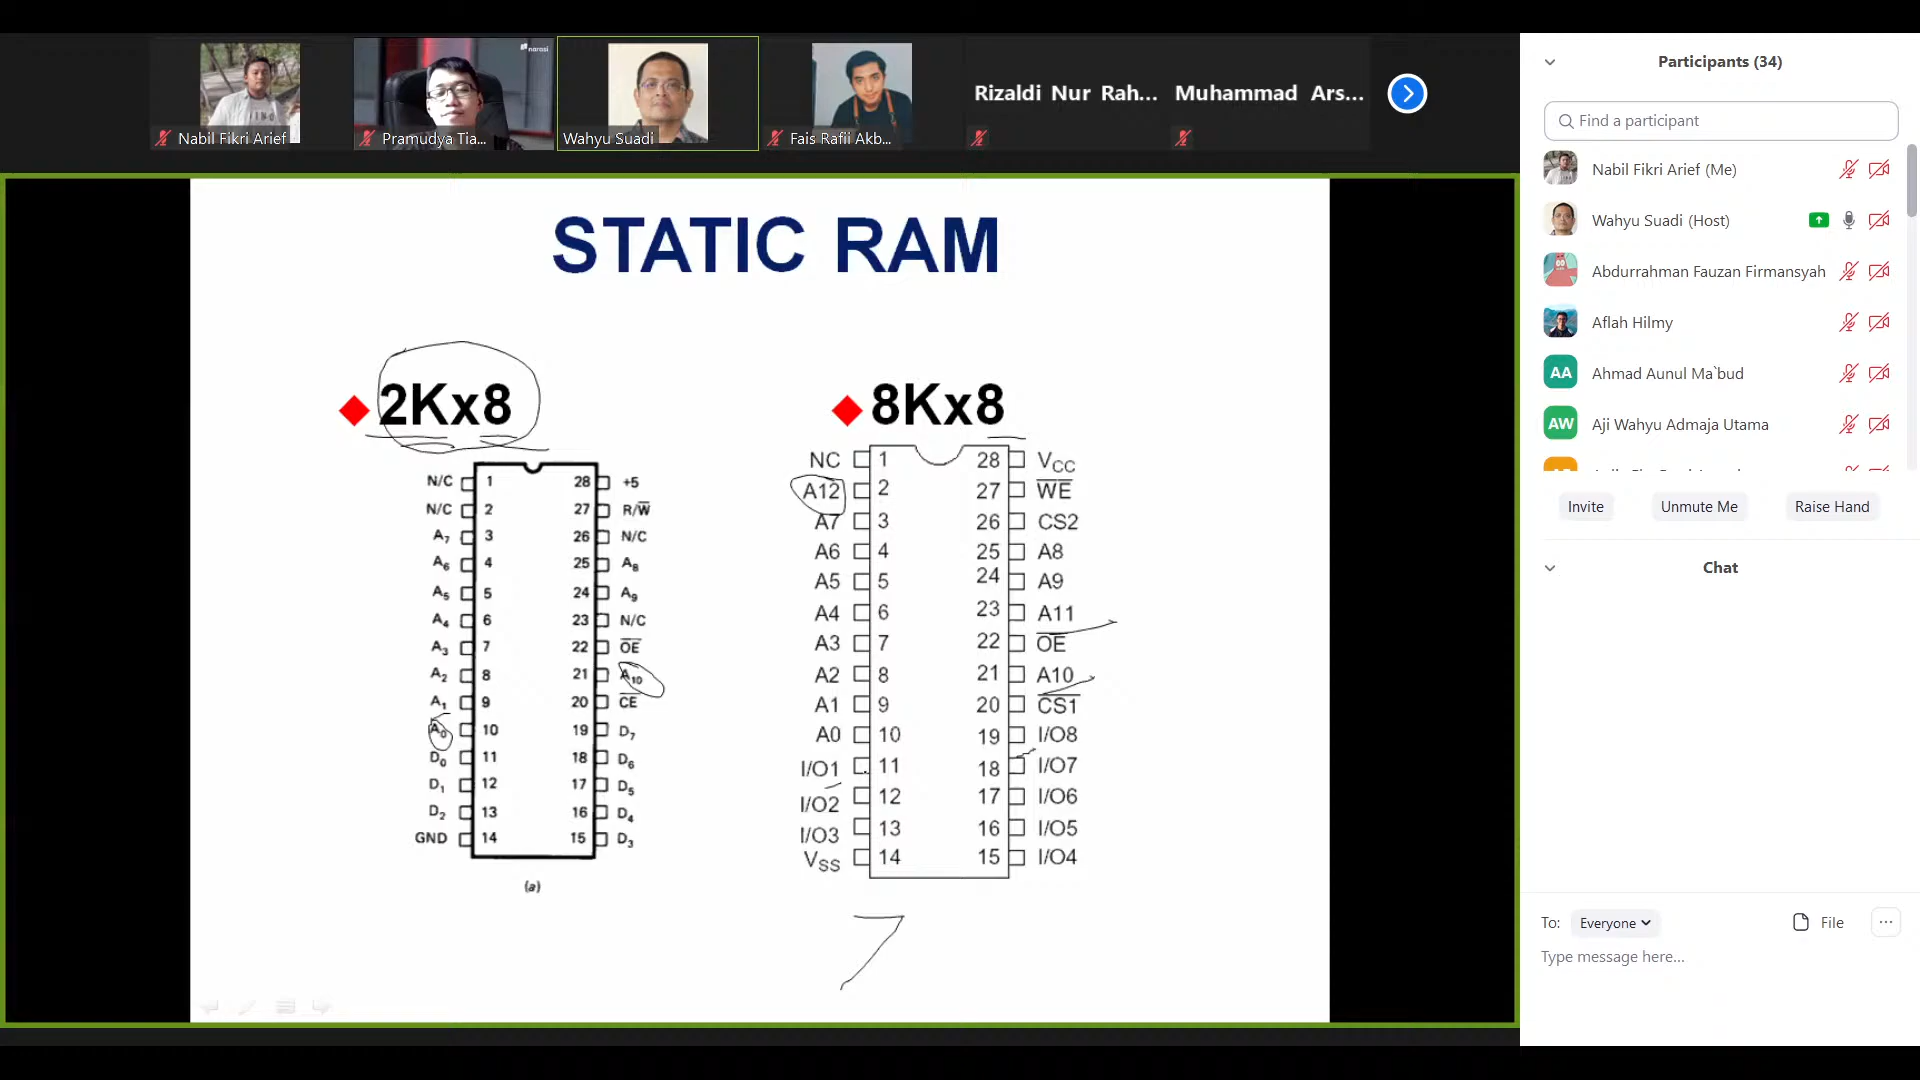 narasi
Nabil Fikri Arief
Pramudya Tia...
Wahyu Suadi
Fais Rafii Akb...
Rizaldi Nur Rah...
Muhammad Ars...
STATIC RAM
2Kx8
N/C 1 28 +5
N/C 2 27 R/W̅
A₇ 3 26 N/C
A₆ 4 25 A₈
A₅ 5 24 A₉
A₄ 6 23 N/C
A₃ 7 22 O̅E̅
A₂ 8 21 A₁₀
A₁ 9 20 C̅E̅
A₀ 10 19 D₇
D₀ 11 18 D₆
D₁ 12 17 D₅
D₂ 13 16 D₄
GND 14 15 D₃
(a)
8Kx8
NC 1 28 VCC
A12 2 27 W̅E̅
A7 3 26 CS2
A6 4 25 A8
A5 5 24 A9
A4 6 23 A11
A3 7 22 O̅E̅
A2 8 21 A10
A1 9 20 C̅S̅1̅
A0 10 19 I/O8
I/O1 11 18 I/O7
I/O2 12 17 I/O6
I/O3 13 16 I/O5
VSS 14 15 I/O4
7
Participants (34)
Find a participant
Nabil Fikri Arief (Me)
Wahyu Suadi (Host)
Abdurrahman Fauzan Firmansyah
Aflah Hilmy
AA Ahmad Aunul Ma`bud
AW Aji Wahyu Admaja Utama
Invite Unmute Me Raise Hand
Chat
To: Everyone File ...
Type message here...